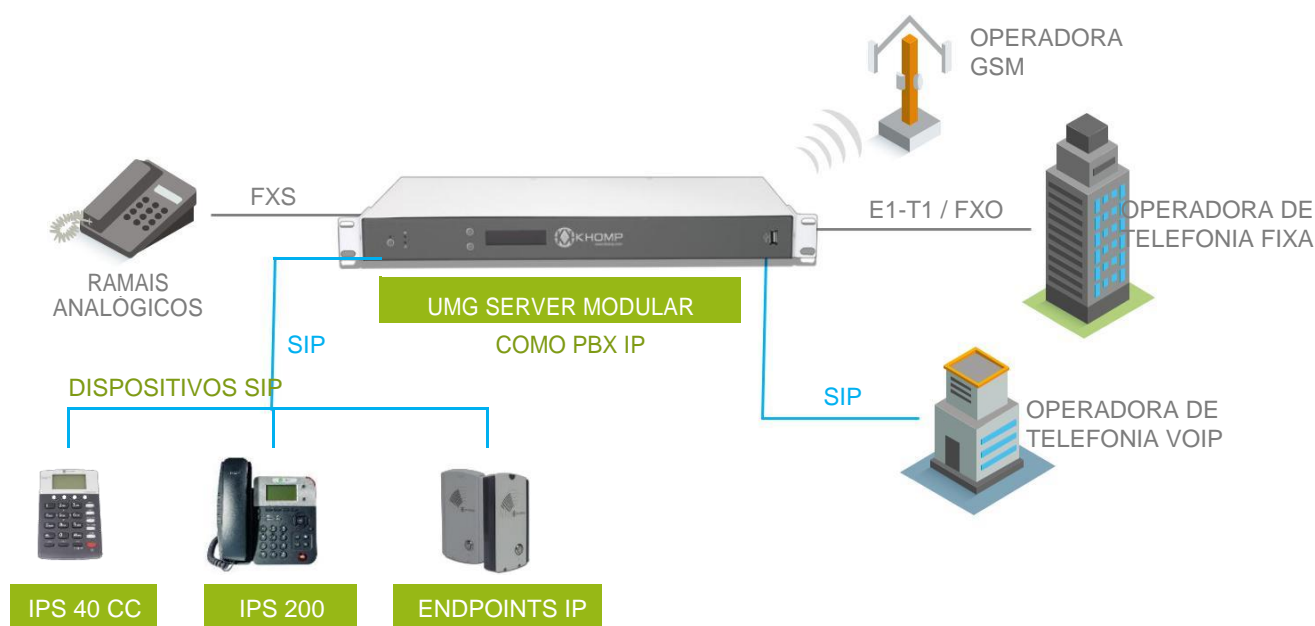 OPERADORA
GSM
FXS
E1-T1 / FXO
OPERADORA DE
TELEFONIA FIXA
KHOMP
RAMAIS
ANALÓGICOS
UMG SERVER MODULAR
COMO PBX IP
SIP
DISPOSITIVOS SIP
SIP
OPERADORA DE
TELEFONIA VOIP
IPS 40 CC
IPS 200
ENDPOINTS IP